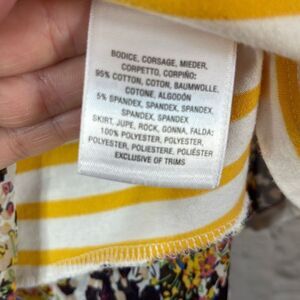 BODICE, CORSAGE, MIEDER,
CORPETTO, CORPIÑO:
95% COTTON, COTON, BAUMWOLLE,
COTONE, ALGODÓN
5% SPANDEX, SPANDEX, SPANDEX,
SPANDEX, SPANDEX
SKIRT, JUPE, ROCK, GONNA, FALDA:
100% POLYESTER, POLYESTER,
POLYESTER, POLIESTERE, POLIÉSTER
EXCLUSIVE OF TRIMS